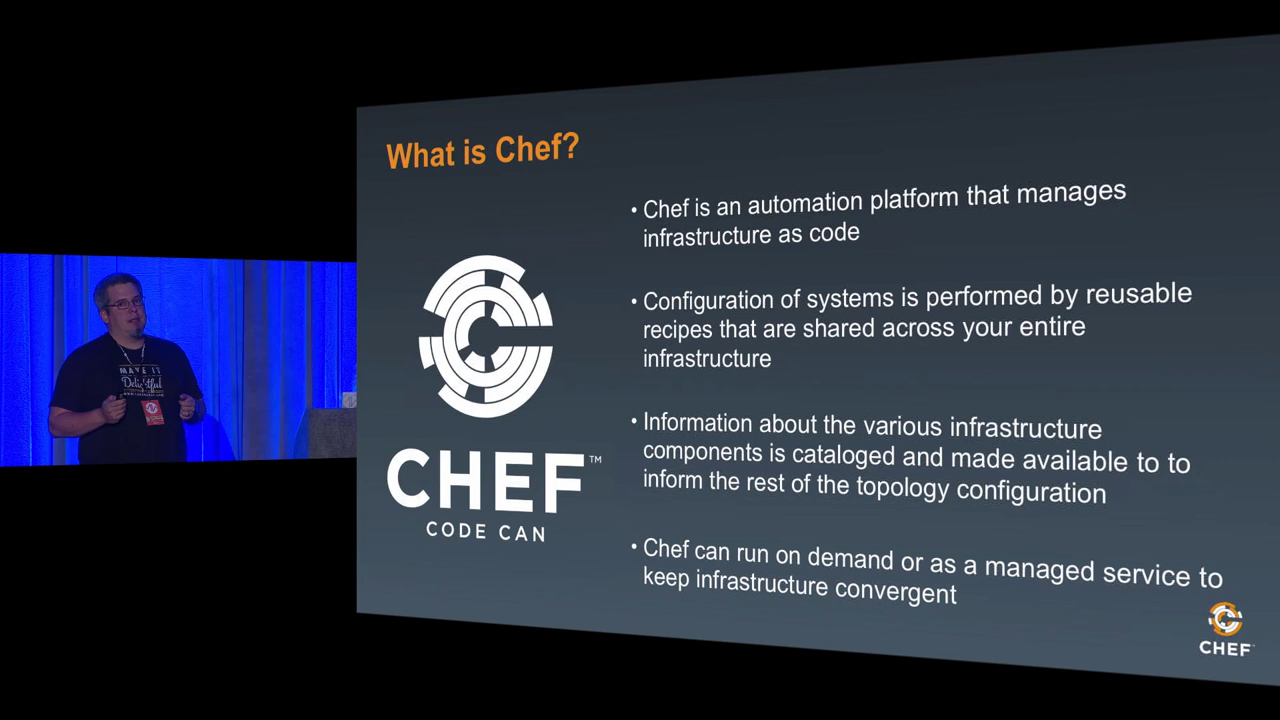 What is Chef?
• Chef is an automation platform that manages
infrastructure as code
• Configuration of systems is performed by reusable
recipes that are shared across your entire
infrastructure
• Information about the various infrastructure
components is cataloged and made available to to
inform the rest of the topology configuration
• Chef can run on demand or as a managed service to
keep infrastructure convergent
CHEF™
CODE CAN
CHEF
MAKE IT
Delightful